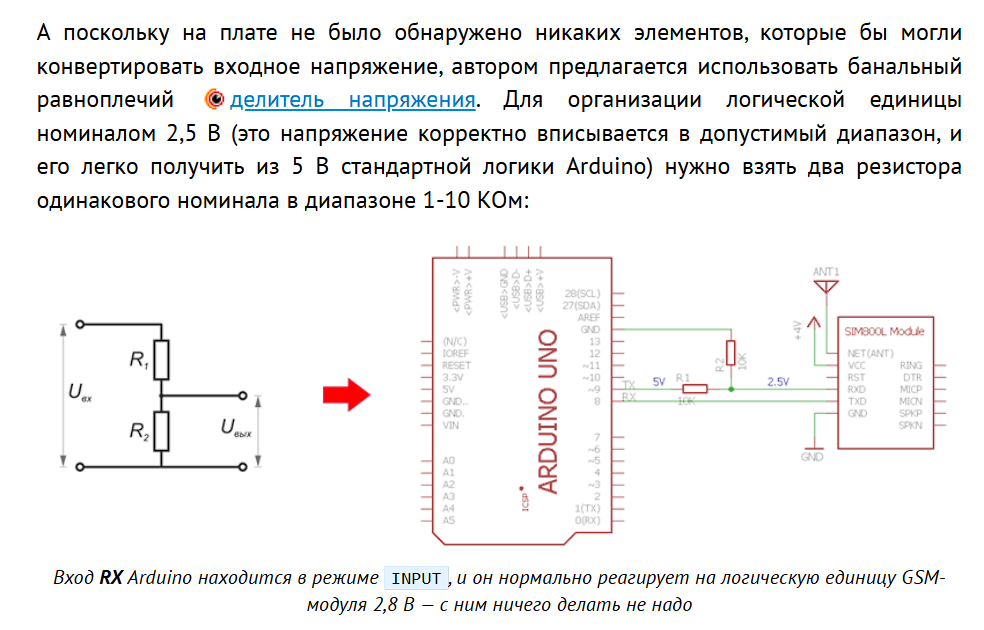 А поскольку на плате не было обнаружено никаких элементов, которые бы могли
конвертировать входное напряжение, автором предлагается использовать банальный
равноплечий делитель напряжения. Для организации логической единицы
номиналом 2,5 В (это напряжение корректно вписывается в допустимый диапазон, и
его легко получить из 5 В стандартной логики Arduino) нужно взять два резистора
одинакового номинала в диапазоне 1-10 КОм:
R1
R2
Uвх
Uвых
<PWR>-V
<PWR>+V
<USB>GND
<USB>D-
<USB>D+
<USB>+V
(N/C)
IOREF
RESET
3.3V
5V
GND..
GND.
VIN
A0
A1
A2
A3
A4
A5
ARDUINO UNO
ICSP
28(SCL)
27(SDA)
AREF
GND
13
12
~11
~10
~9
8
7
~6
~5
4
~3
2
1(TX)
0(RX)
TX
RX
5V
R1
10K
R2
10K
2.5V
ANT1
+4V
GND
SIM800L Module
NET(ANT)
VCC
RST
RXD
TXD
GND
RING
DTR
MICP
MICN
SPKP
SPKN
Вход RX Arduino находится в режиме INPUT, и он нормально реагирует на логическую единицу GSM-
модуля 2,8 В — с ним ничего делать не надо